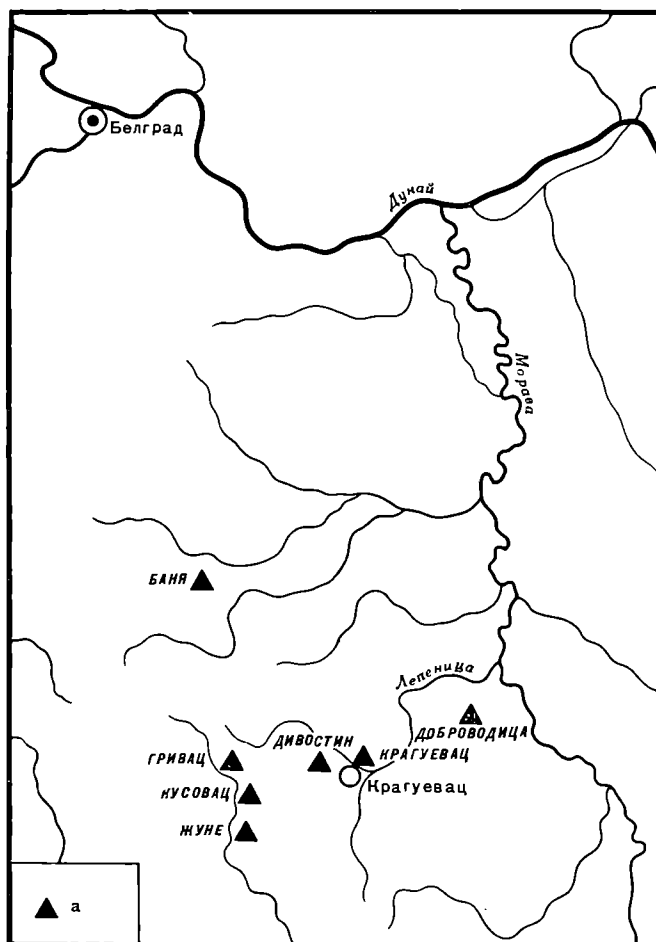 Белград
Дунай
Морава
БАНЯ
Лепеница
ДОБРОВОДИЦА
ДИВОСТИН
ГРИВАЦ
КРАГУЕВАЦ
Крагуевац
КУСОВАЦ
ЖУНЕ
а